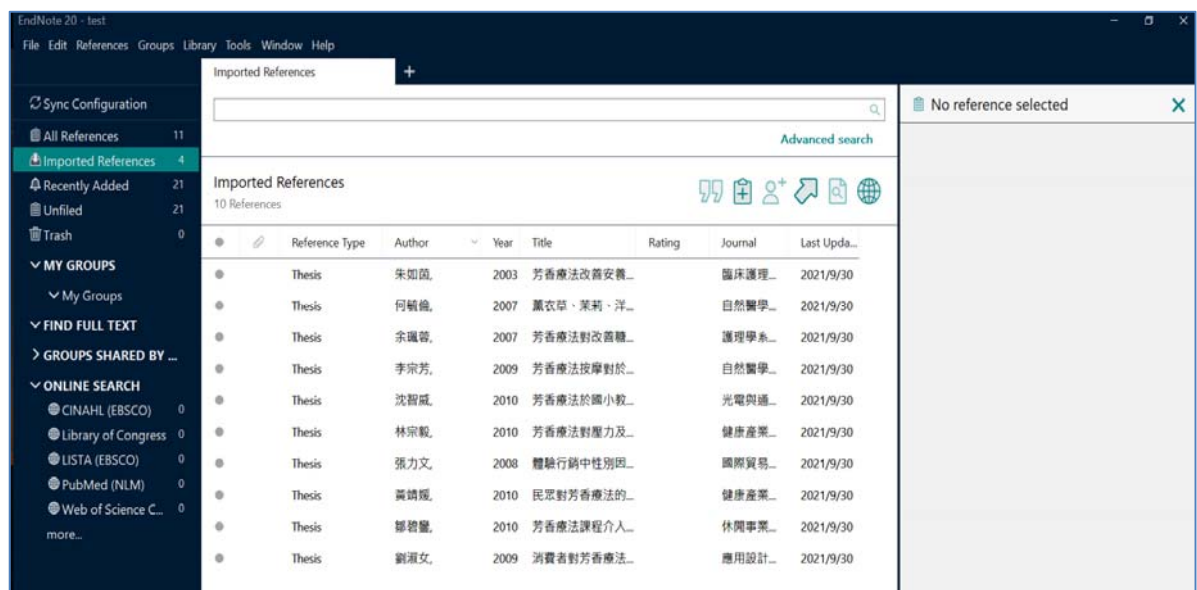 EndNote 20 - test
File Edit References Groups Library Tools Window Help
Imported References +
Sync Configuration
All References 11
Imported References 4
Recently Added 21
Unfiled 21
Trash 0
MY GROUPS
My Groups
FIND FULL TEXT
GROUPS SHARED BY ...
ONLINE SEARCH
CINAHL (EBSCO) 0
Library of Congress 0
LISTA (EBSCO) 0
PubMed (NLM) 0
Web of Science C... 0
more...
Advanced search
Imported References
10 References
Reference Type Author Year Title Rating Journal Last Upda...
Thesis 朱如茵, 2003 芳香療法改善安養... 臨床護理... 2021/9/30
Thesis 何毓倫, 2007 薰衣草、茉莉、洋... 自然醫學... 2021/9/30
Thesis 余珮蓉, 2007 芳香療法對改善糖... 護理學系... 2021/9/30
Thesis 李宗芳, 2009 芳香療法按摩對於... 自然醫學... 2021/9/30
Thesis 沈智威, 2010 芳香療法於國小教... 光電與通... 2021/9/30
Thesis 林宗毅, 2010 芳香療法對壓力及... 健康產業... 2021/9/30
Thesis 張力文, 2008 體驗行銷中性別因... 國際貿易... 2021/9/30
Thesis 黃靖媛, 2010 民眾對芳香療法的... 健康產業... 2021/9/30
Thesis 鄒碧鑾, 2010 芳香療法課程介入... 休閒事業... 2021/9/30
Thesis 劉淑女, 2009 消費者對芳香療法... 應用設計... 2021/9/30
No reference selected